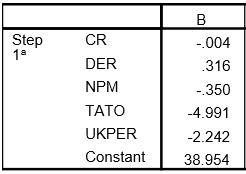 B
Step 1ª CR -.004
DER .316
NPM -.350
TATO -4.991
UKPER -2.242
Constant 38.954